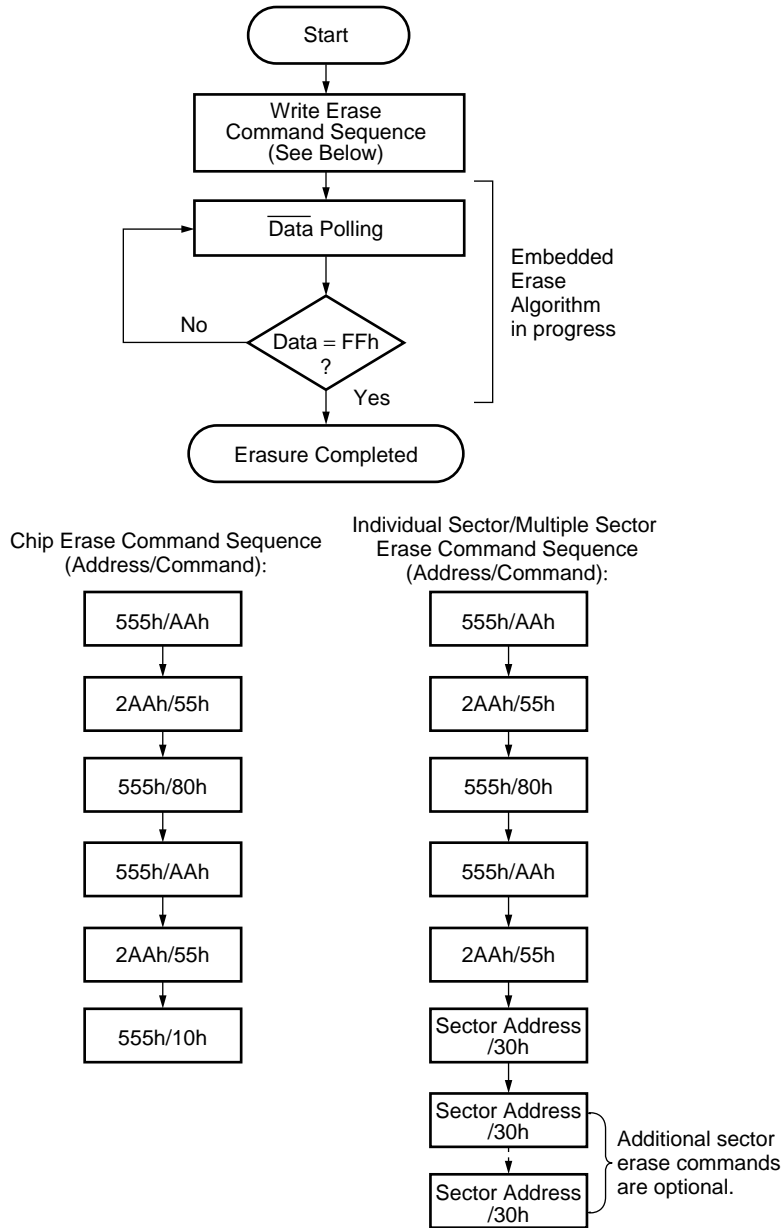 Start
Write Erase
Command Sequence
(See Below)
Data Polling
Embedded
Erase
Algorithm
in progress
No
Data = FFh
?
Yes
Erasure Completed
Chip Erase Command Sequence
(Address/Command):
555h/AAh
2AAh/55h
555h/80h
555h/AAh
2AAh/55h
555h/10h
Individual Sector/Multiple Sector
Erase Command Sequence
(Address/Command):
555h/AAh
2AAh/55h
555h/80h
555h/AAh
2AAh/55h
Sector Address
/30h
Sector Address
/30h
Sector Address
/30h
Additional sector
erase commands
are optional.